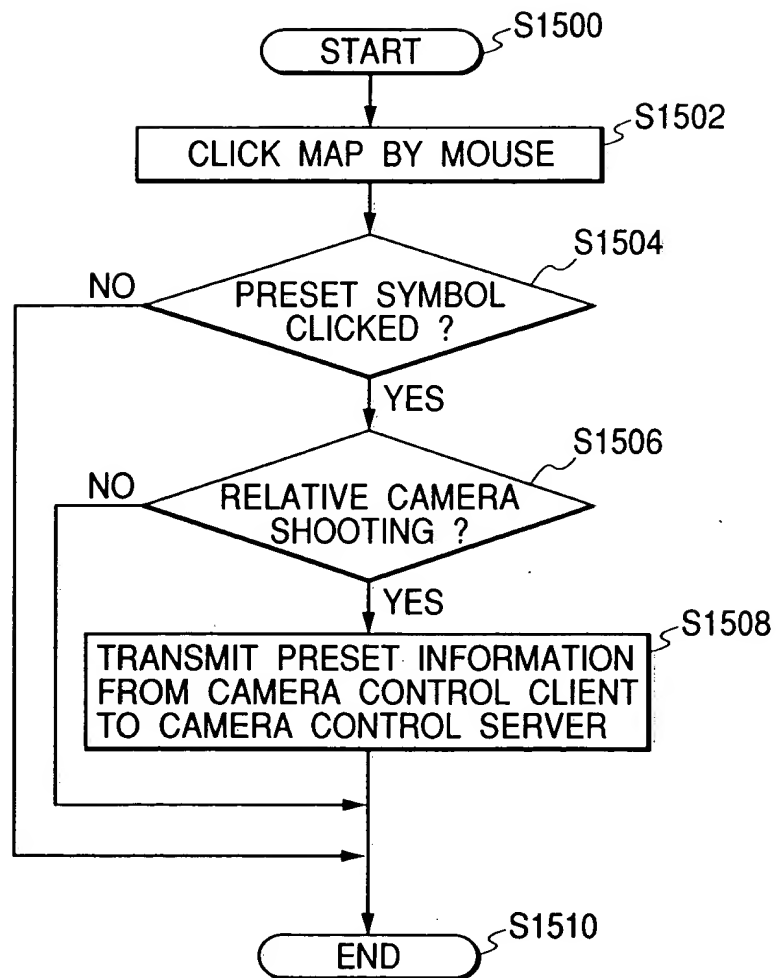 START
S1500
CLICK MAP BY MOUSE
S1502
PRESET SYMBOL
CLICKED ?
S1504
NO
YES
RELATIVE CAMERA
SHOOTING ?
S1506
NO
YES
TRANSMIT PRESET INFORMATION
FROM CAMERA CONTROL CLIENT
TO CAMERA CONTROL SERVER
S1508
END
S1510